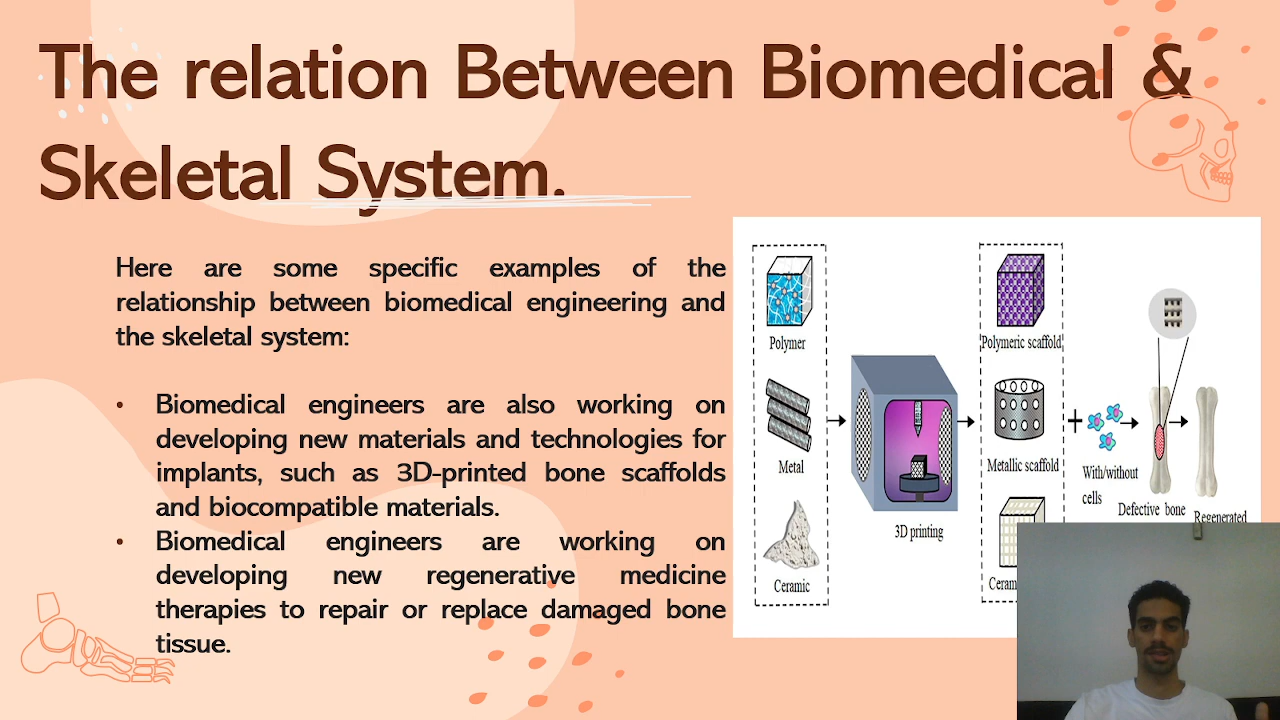 The relation Between Biomedical &
Skeletal System.
Here are some specific examples of the
relationship between biomedical engineering and
the skeletal system:
• Biomedical engineers are also working on
developing new materials and technologies for
implants, such as 3D-printed bone scaffolds
and biocompatible materials.
• Biomedical engineers are working on
developing new regenerative medicine
therapies to repair or replace damaged bone
tissue.
Polymer
Metal
Ceramic
3D printing
Polymeric scaffold
Metallic scaffold
Ceram
+
With/without
cells
Defective bone
Regenerated